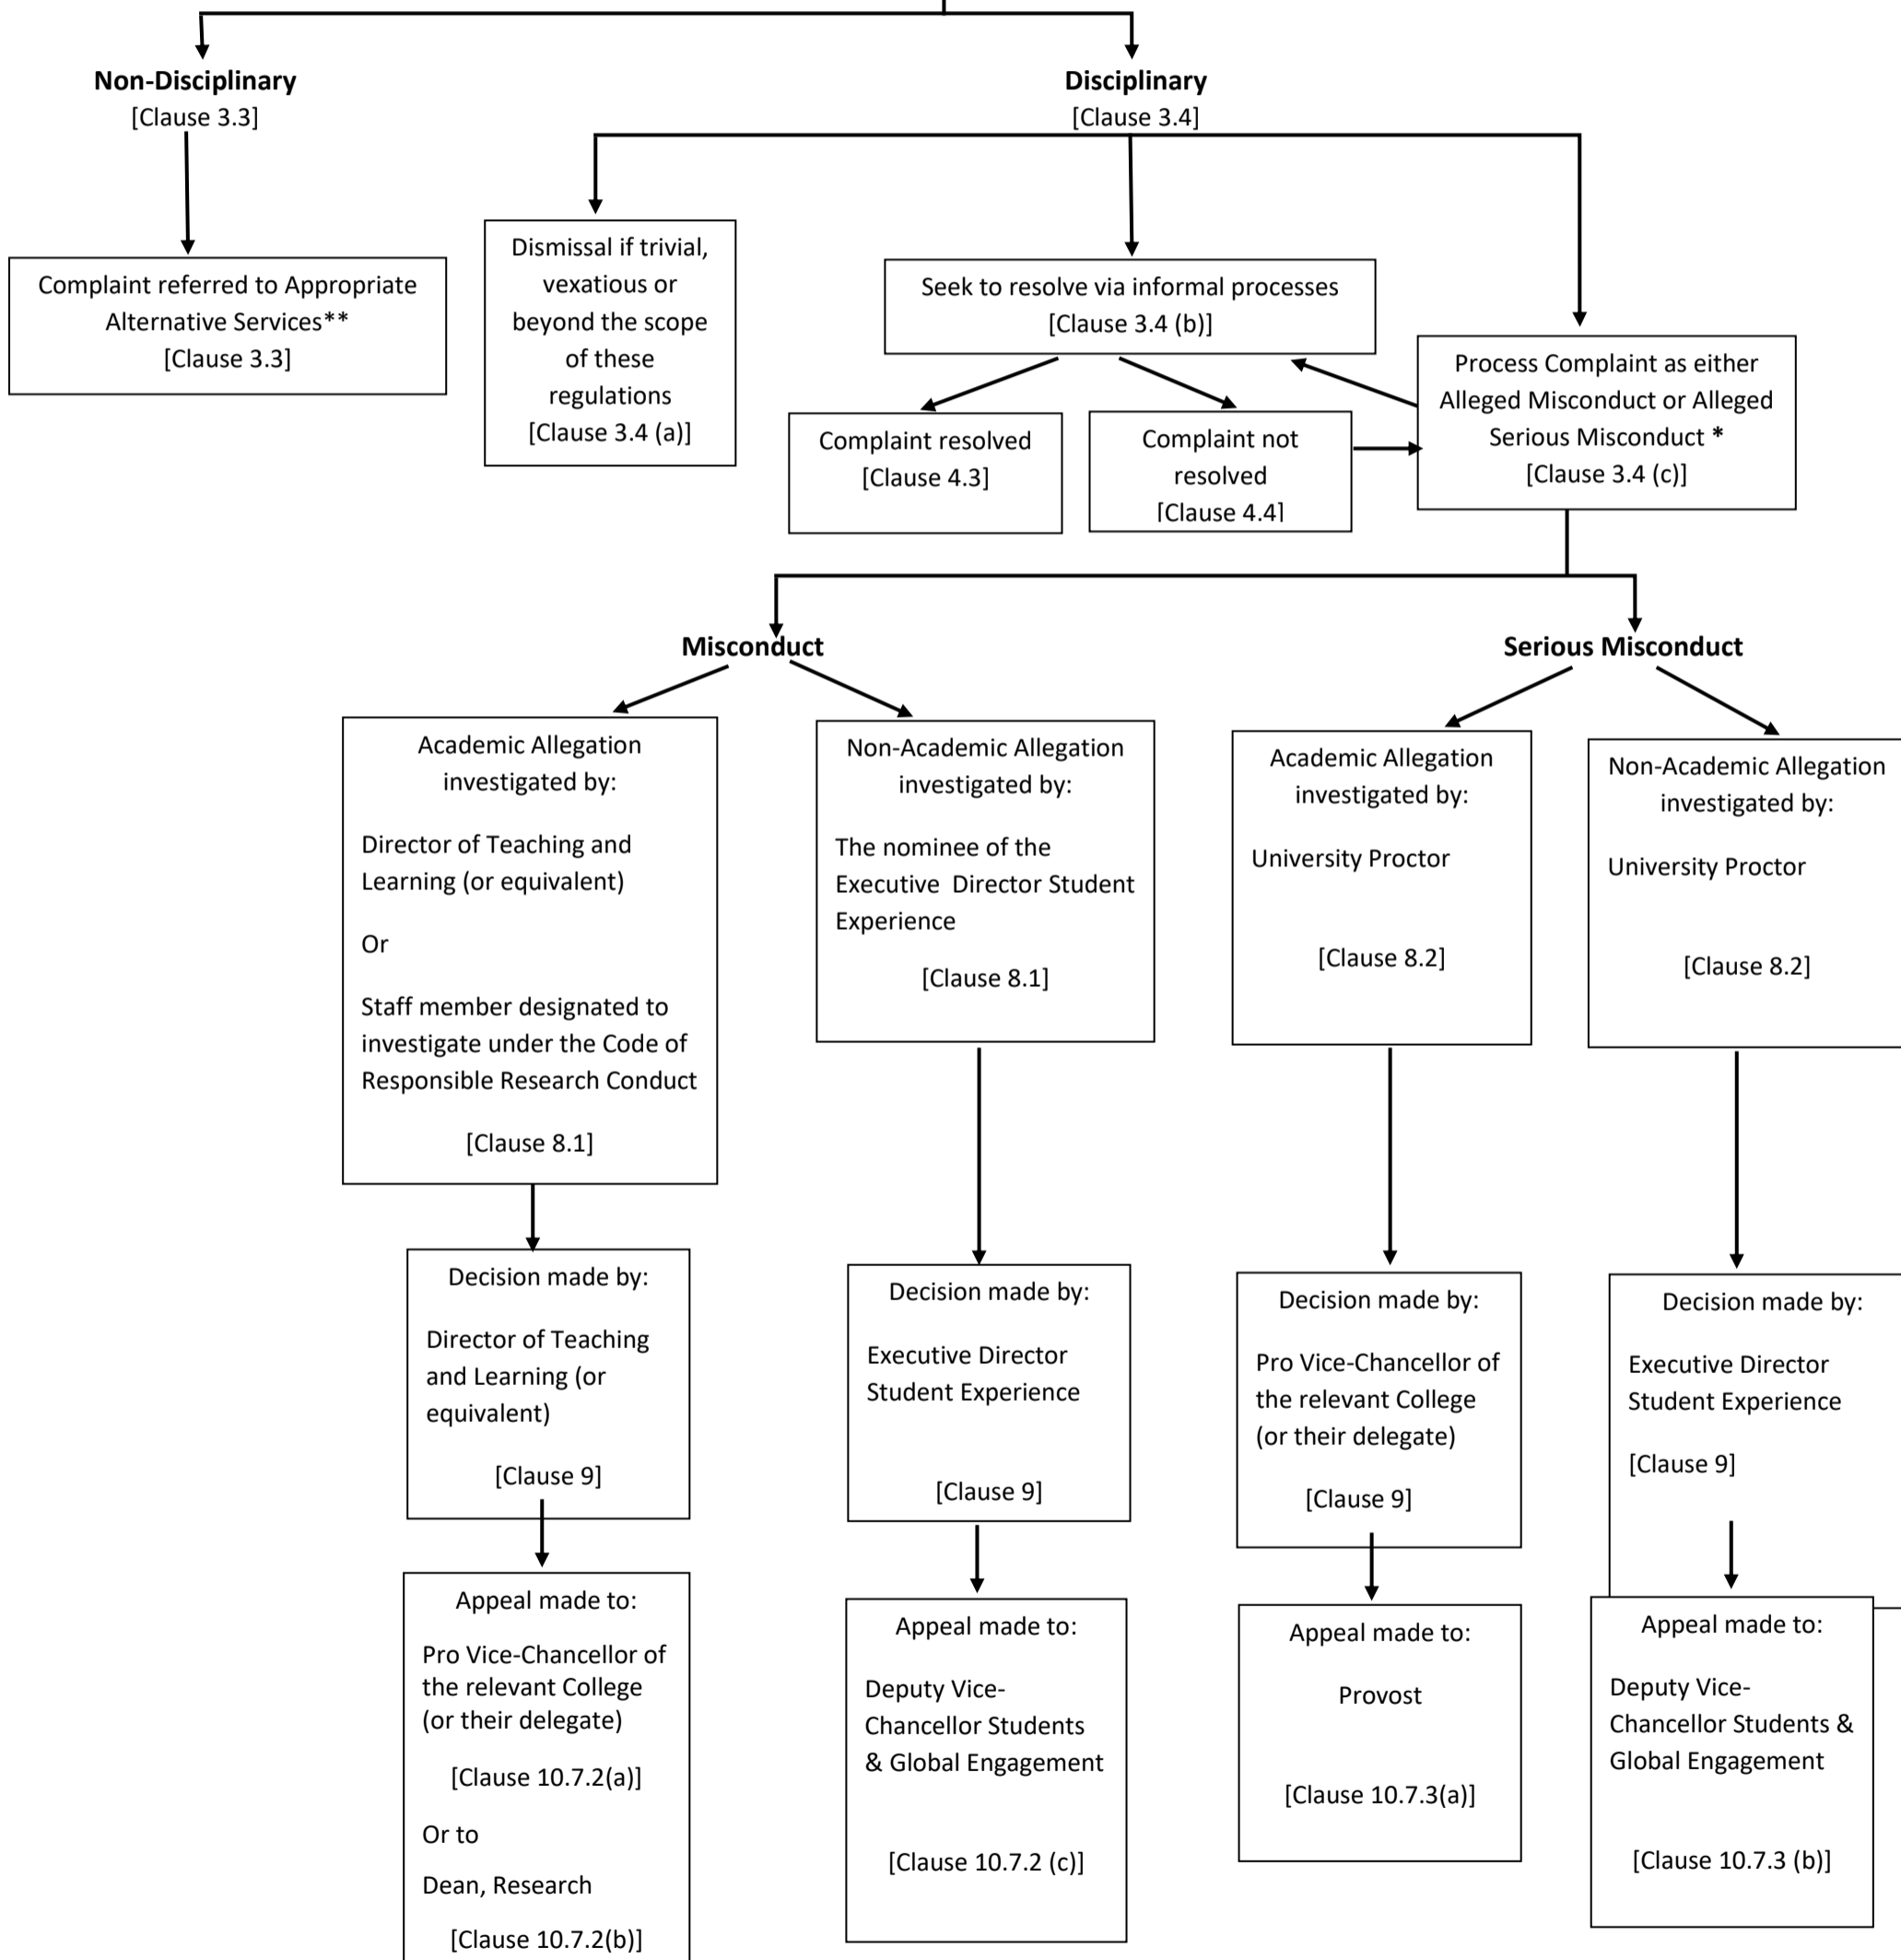 Non-Disciplinary
[Clause 3.3]
Disciplinary
[Clause 3.4]
Complaint referred to Appropriate
Alternative Services**
[Clause 3.3]
Dismissal if trivial,
vexatious or
beyond the scope
of these
regulations
[Clause 3.4 (a)]
Seek to resolve via informal processes
[Clause 3.4 (b)]
Complaint resolved
[Clause 4.3]
Complaint not
resolved
[Clause 4.4]
Process Complaint as either
Alleged Misconduct or Alleged
Serious Misconduct *
[Clause 3.4 (c)]
Misconduct
Serious Misconduct
Academic Allegation
investigated by:
Director of Teaching and
Learning (or equivalent)
Or
Staff member designated to
investigate under the Code of
Responsible Research Conduct
[Clause 8.1]
Non-Academic Allegation
investigated by:
The nominee of the
Executive Director Student
Experience
[Clause 8.1]
Academic Allegation
investigated by:
University Proctor
[Clause 8.2]
Non-Academic Allegation
investigated by:
University Proctor
[Clause 8.2]
Decision made by:
Director of Teaching
and Learning (or
equivalent)
[Clause 9]
Decision made by:
Executive Director
Student Experience
[Clause 9]
Decision made by:
Pro Vice-Chancellor of
the relevant College
(or their delegate)
[Clause 9]
Decision made by:
Executive Director
Student Experience
[Clause 9]
Appeal made to:
Pro Vice-Chancellor of
the relevant College
(or their delegate)
[Clause 10.7.2(a)]
Or to
Dean, Research
[Clause 10.7.2(b)]
Appeal made to:
Deputy Vice-
Chancellor Students
& Global Engagement
[Clause 10.7.2 (c)]
Appeal made to:
Provost
[Clause 10.7.3(a)]
Appeal made to:
Deputy Vice-
Chancellor Students &
Global Engagement
[Clause 10.7.3 (b)]